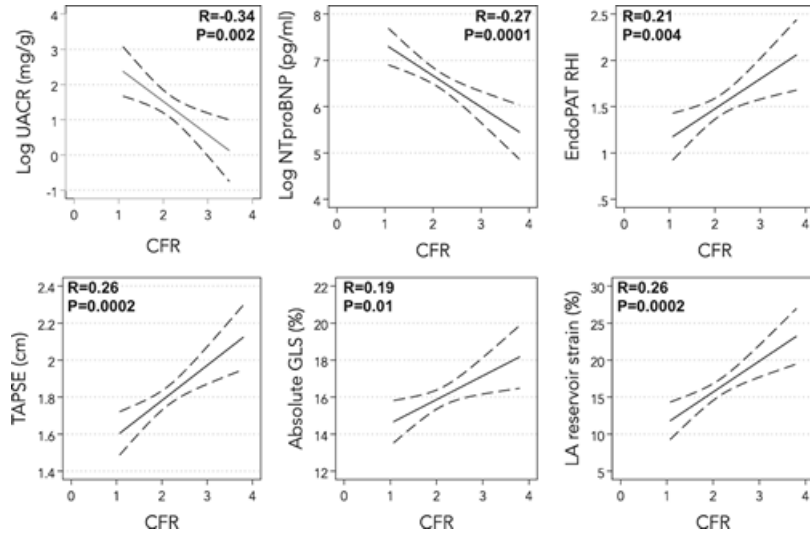 R=-0.34
P=0.002
Log UACR (mg/g)
4
3
2
1
0
-1
0 1 2 3 4
CFR
R=-0.27
P=0.0001
Log NTproBNP (pg/ml)
8
7
6
5
4
0 1 2 3 4
CFR
R=0.21
P=0.004
EndoPAT RHI
2.5
2
1.5
1
.5
0 1 2 3 4
CFR
R=0.26
P=0.0002
TAPSE (cm)
2.4
2.2
2
1.8
1.6
1.4
0 1 2 3 4
CFR
R=0.19
P=0.01
Absolute GLS (%)
22
20
18
16
14
12
0 1 2 3 4
CFR
R=0.26
P=0.0002
LA reservoir strain (%)
30
25
20
15
10
5
0 1 2 3 4
CFR